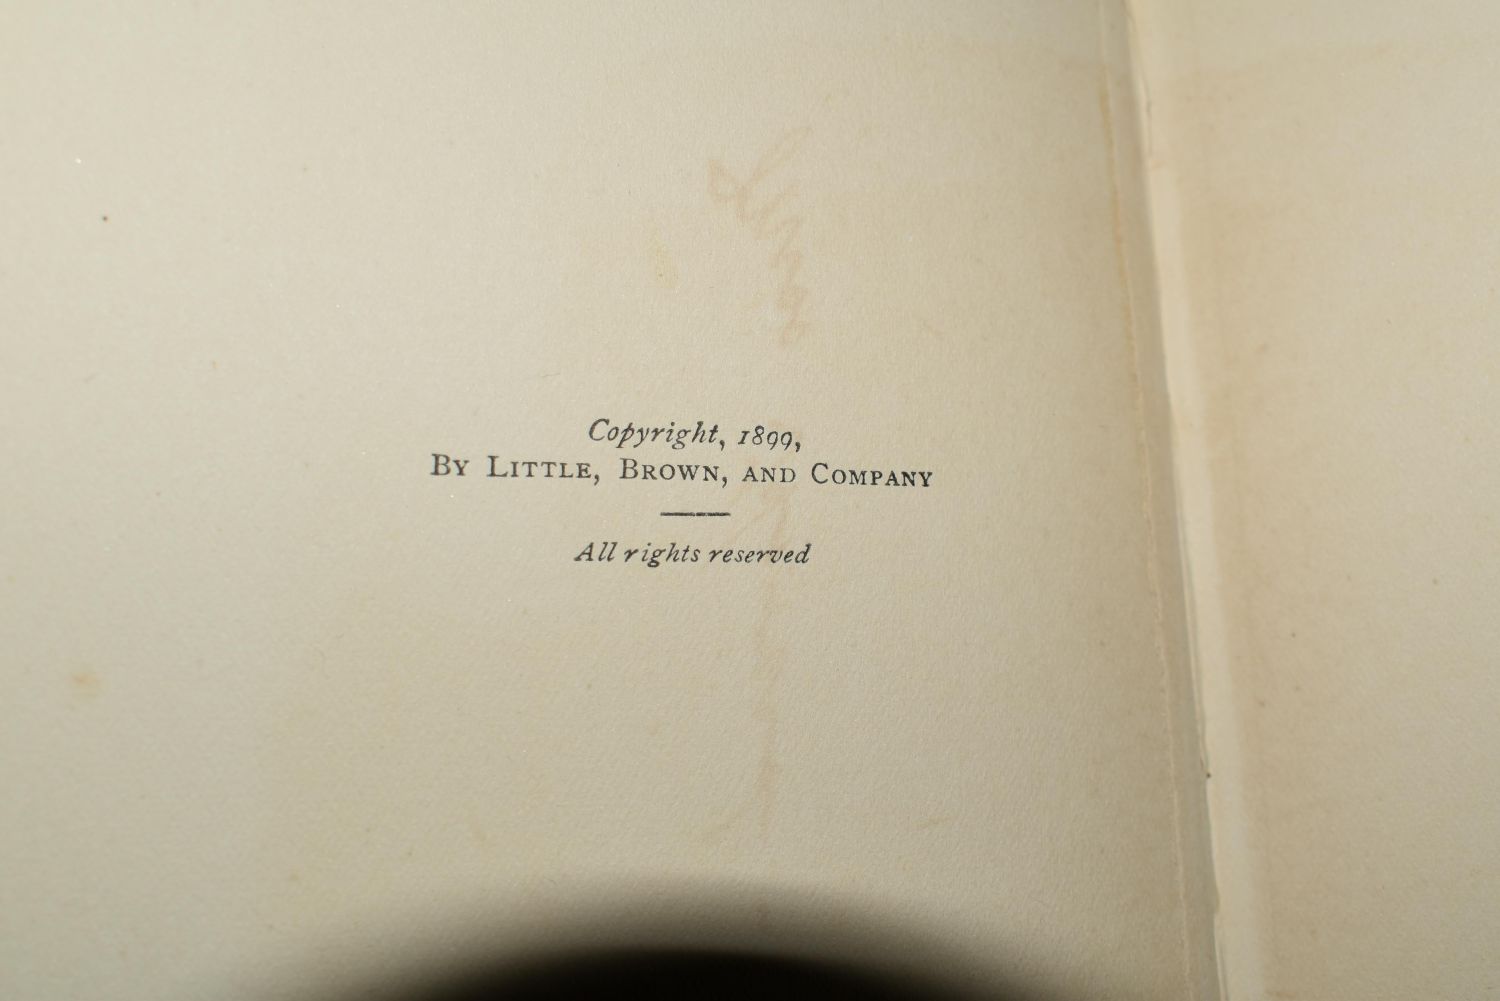 Copyright, 1899,
By Little, Brown, and Company
All rights reserved